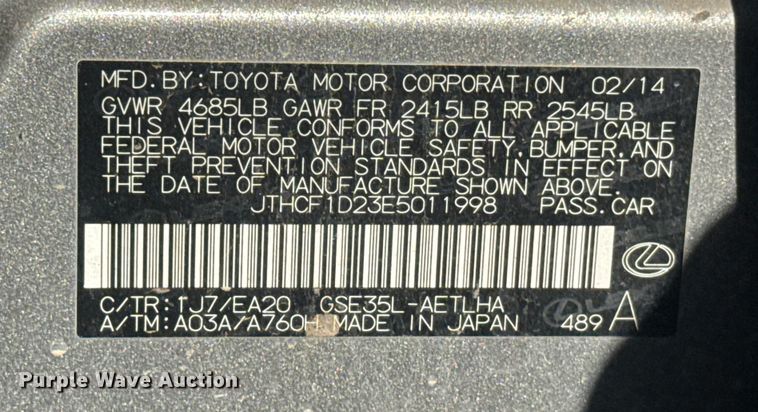 MFD. BY: TOYOTA MOTOR CORPORATION 02/14
GVWR 4685LB GAWR FR 2415LB RR 2545LB
THIS VEHICLE CONFORMS TO ALL APPLICABLE
FEDERAL MOTOR VEHICLE SAFETY, BUMPER, AND
THEFT PREVENTION STANDARDS IN EFFECT ON
THE DATE OF MANUFACTURE SHOWN ABOVE.
JTHCF1D23E5011998 PASS. CAR
C/TR: 1J7/EA20 GSE35L-AETLHA
A/TM: A03A/A760H MADE IN JAPAN 489 A
Purple Wave Auction